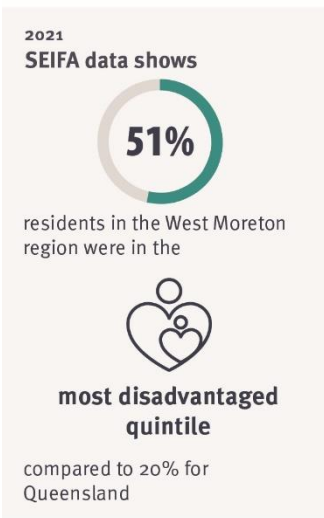 2021
SEIFA data shows
51%
residents in the West Moreton
region were in the
most disadvantaged
quintile
compared to 20% for
Queensland